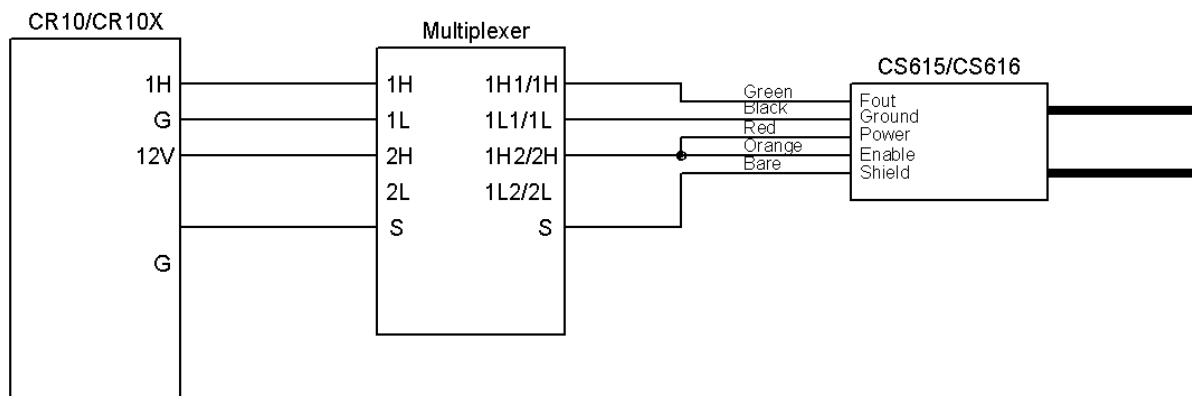 CR10/CR10X
Multiplexer
CS615/CS616
1H
G
12V
G
1H
1L
2H
2L
S
1H1/1H
1L1/1L
1H2/2H
1L2/2L
S
Green
Black
Red
Orange
Bare
Fout
Ground
Power
Enable
Shield